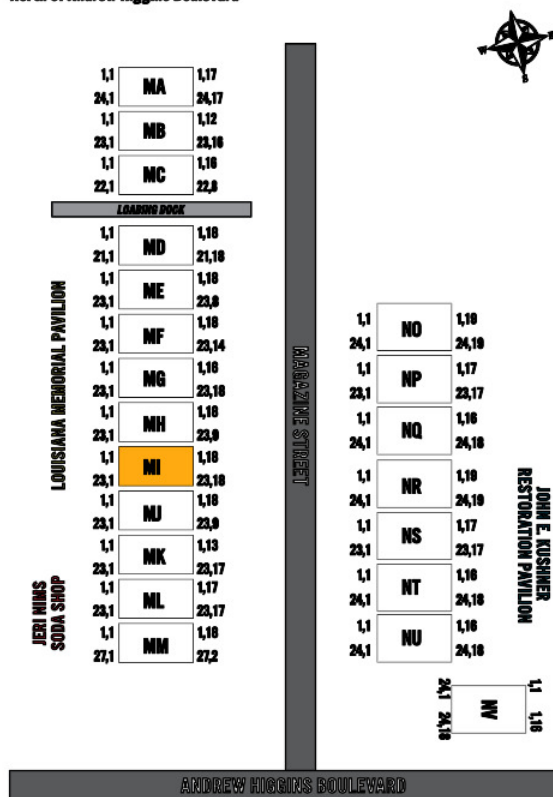 N
E
S
W
1,1 MA 1,17
24,1 24,17
1,1 MB 1,12
23,1 23,16
1,1 MC 1,16
22,1 22,8
LOADING DOCK
1,1 MD 1,18
21,1 21,18
1,1 ME 1,18
23,1 23,8
1,1 MF 1,18
23,1 23,14
1,1 MG 1,16
23,1 23,18
1,1 MH 1,18
23,1 23,9
1,1 MI 1,18
23,1 23,18
1,1 MJ 1,18
23,1 23,9
1,1 MK 1,13
23,1 23,17
1,1 ML 1,17
23,1 23,17
1,1 MM 1,18
27,1 27,2
LOUISIANA MEMORIAL PAVILION
JERI NIMS
SODA SHOP
MAGAZINE STREET
1,1 NO 1,19
24,1 24,19
1,1 NP 1,17
23,1 23,17
1,1 NQ 1,16
24,1 24,18
1,1 NR 1,19
24,1 24,19
1,1 NS 1,17
23,1 23,17
1,1 NT 1,16
24,1 24,18
1,1 NU 1,16
24,1 24,18
JOHN E. KUSHNER
RESTORATION PAVILION
1,1 NV 1,16
24,1 24,18
ANDREW HIGGINS BOULEVARD